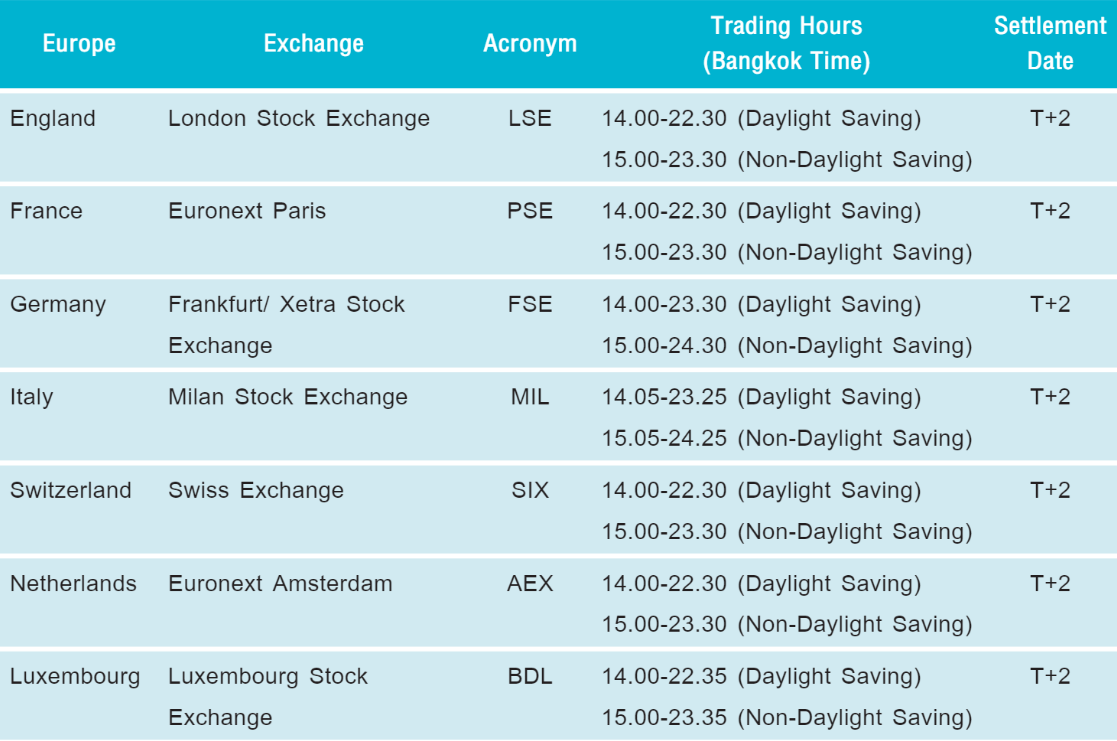 Europe Exchange Acronym Trading Hours (Bangkok Time) Settlement Date
England London Stock Exchange LSE 14.00-22.30 (Daylight Saving) T+2
15.00-23.30 (Non-Daylight Saving)
France Euronext Paris PSE 14.00-22.30 (Daylight Saving) T+2
15.00-23.30 (Non-Daylight Saving)
Germany Frankfurt/ Xetra Stock FSE 14.00-23.30 (Daylight Saving) T+2
Exchange 15.00-24.30 (Non-Daylight Saving)
Italy Milan Stock Exchange MIL 14.05-23.25 (Daylight Saving) T+2
15.05-24.25 (Non-Daylight Saving)
Switzerland Swiss Exchange SIX 14.00-22.30 (Daylight Saving) T+2
15.00-23.30 (Non-Daylight Saving)
Netherlands Euronext Amsterdam AEX 14.00-22.30 (Daylight Saving) T+2
15.00-23.30 (Non-Daylight Saving)
Luxembourg Luxembourg Stock BDL 14.00-22.35 (Daylight Saving) T+2
Exchange 15.00-23.35 (Non-Daylight Saving)